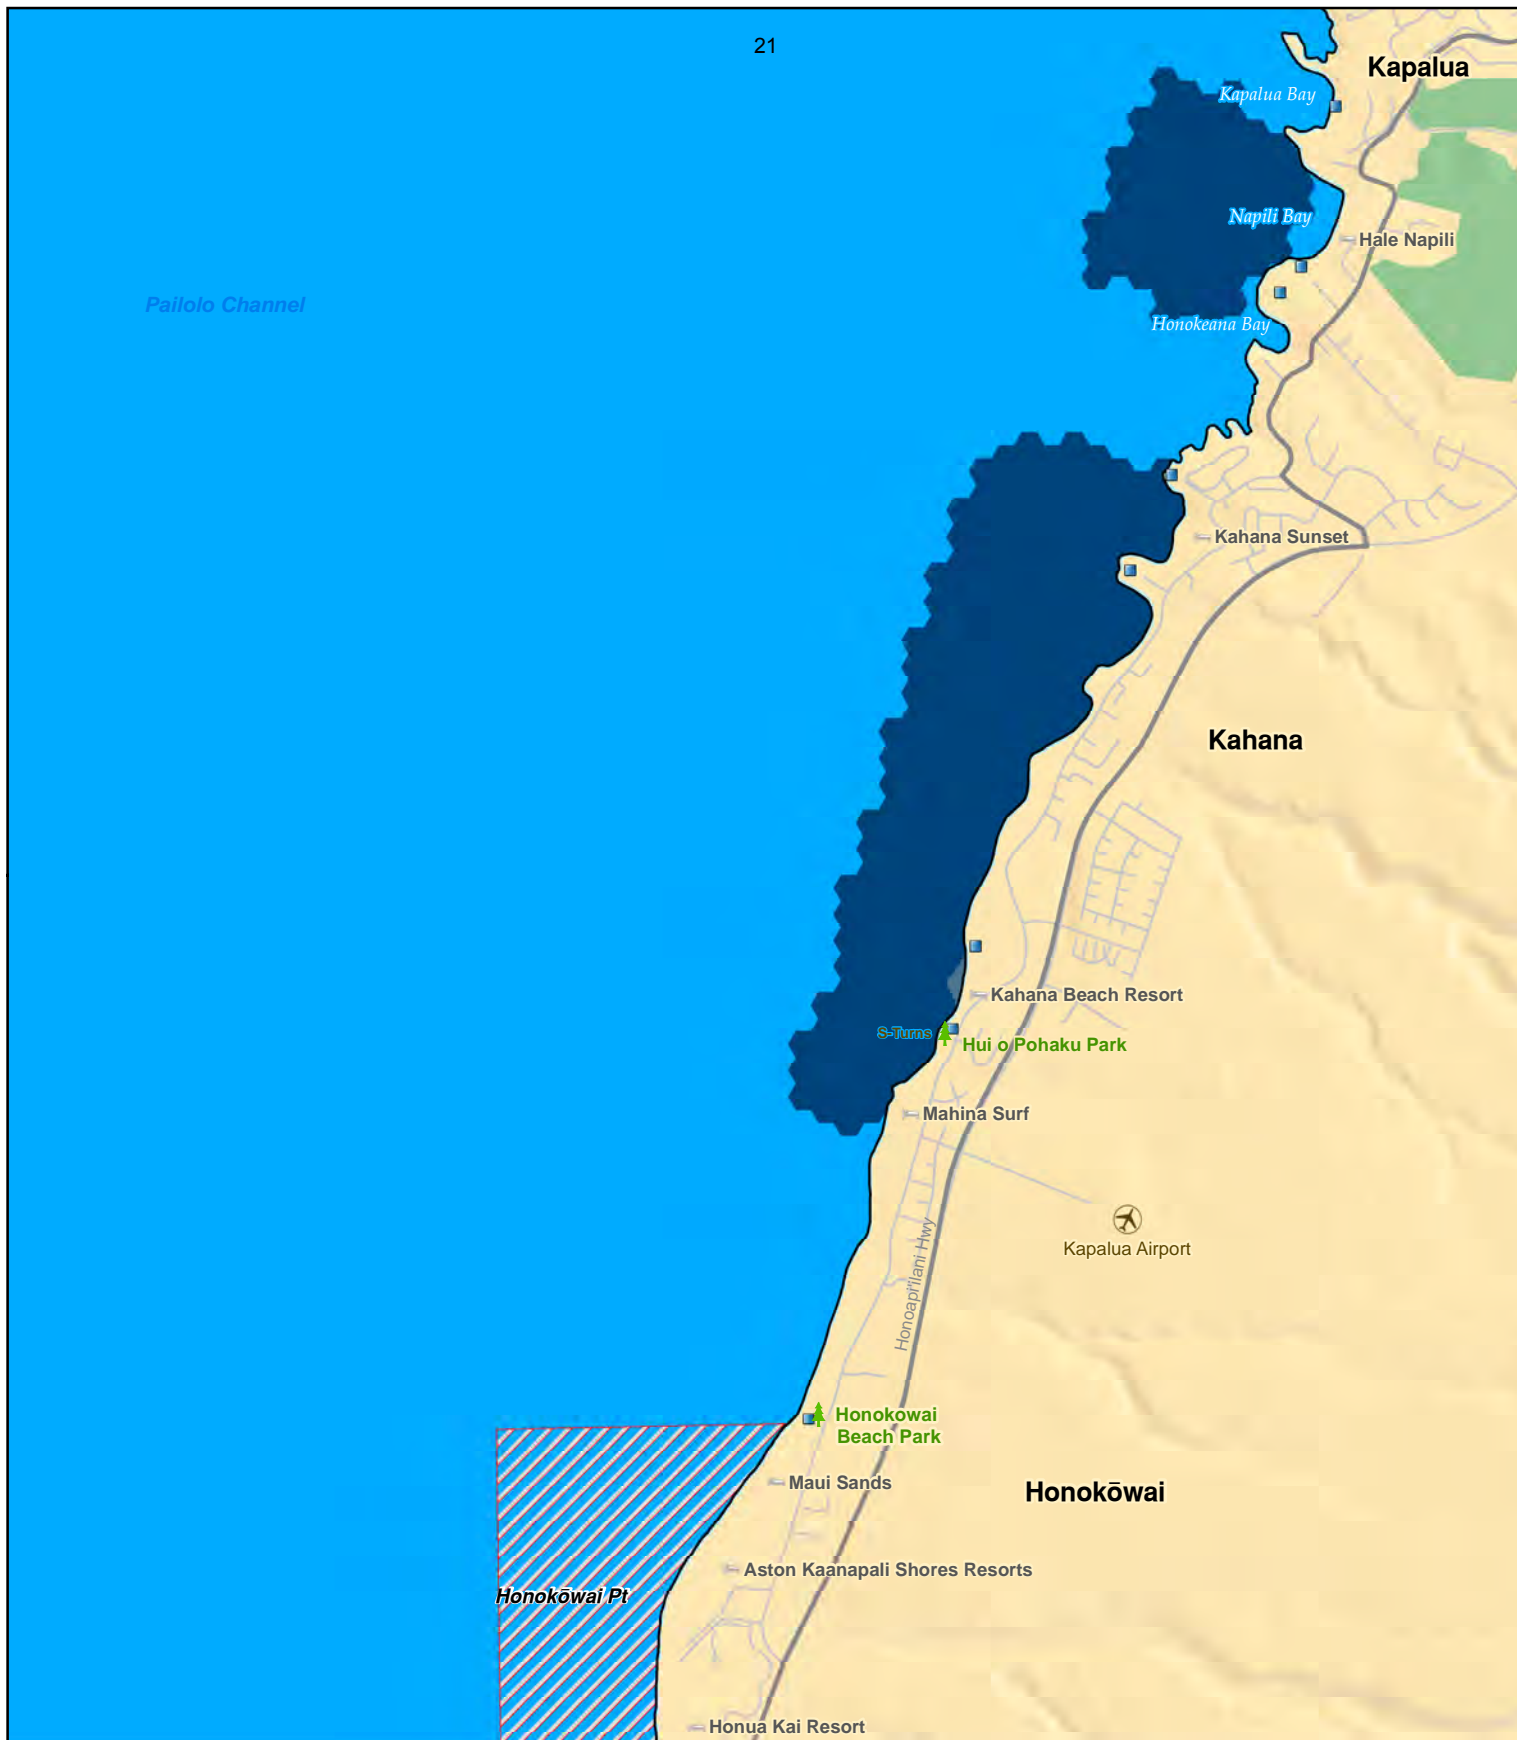 21
Kapalua
Kapalua Bay
Napili Bay
Hale Napili
Pailolo Channel
Honokeana Bay
Kahana Sunset
Kahana
Kahana Beach Resort
S-Turns
Hui o Pohaku Park
Mahina Surf
Kapalua Airport
Honoapi'ilani Hwy
Honokowai
Beach Park
Maui Sands
Honokōwai
Aston Kaanapali Shores Resorts
Honokōwai Pt
Honua Kai Resort